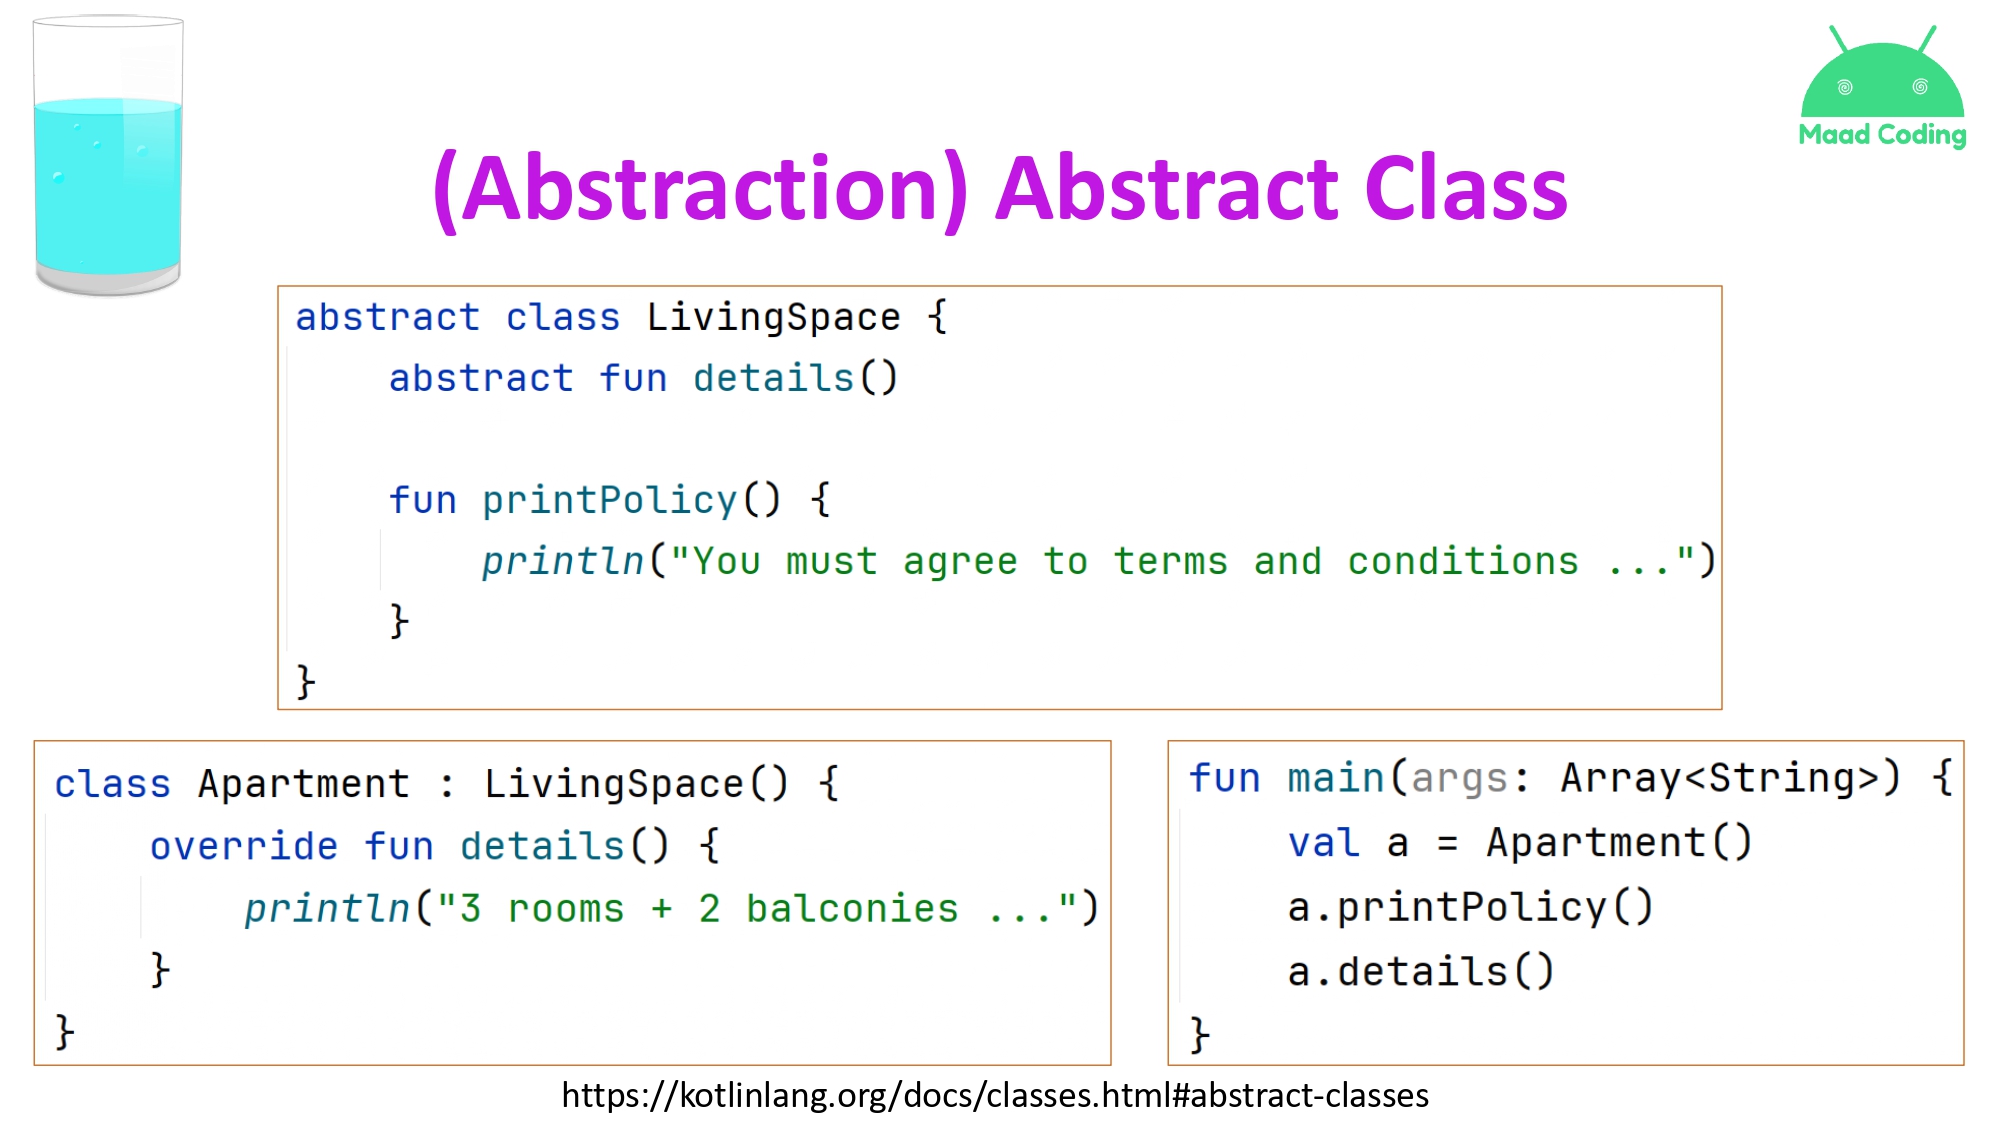 Maad Coding
(Abstraction) Abstract Class
abstract class LivingSpace {
    abstract fun details()

    fun printPolicy() {
        println("You must agree to terms and conditions ...")
    }
}
class Apartment : LivingSpace() {
    override fun details() {
        println("3 rooms + 2 balconies ...")
    }
}
fun main(args: Array<String>) {
    val a = Apartment()
    a.printPolicy()
    a.details()
}
https://kotlinlang.org/docs/classes.html#abstract-classes